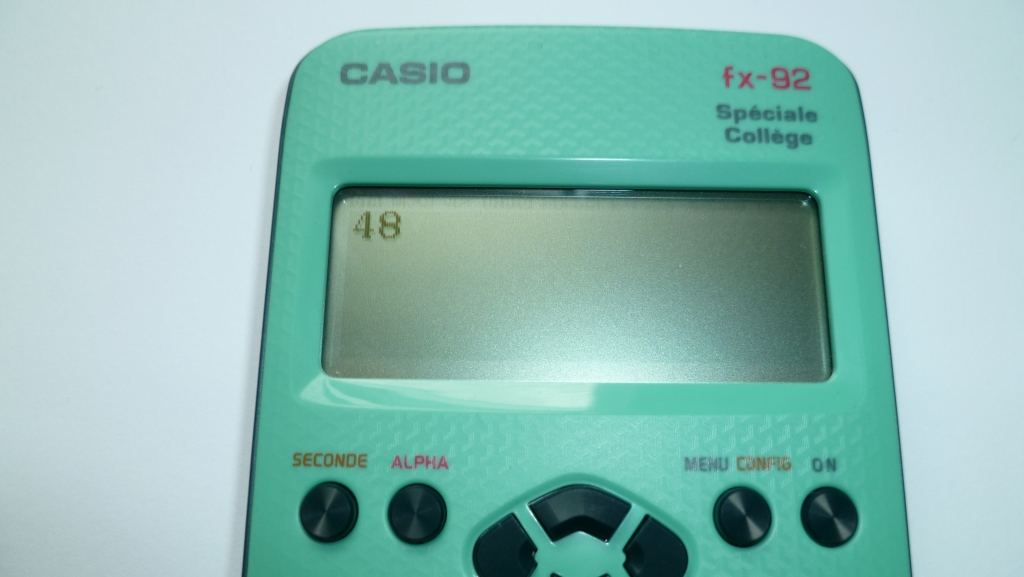 CASIO
fx-92
Spéciale
Collège
48
SECONDE ALPHA MENU CONFIG ON